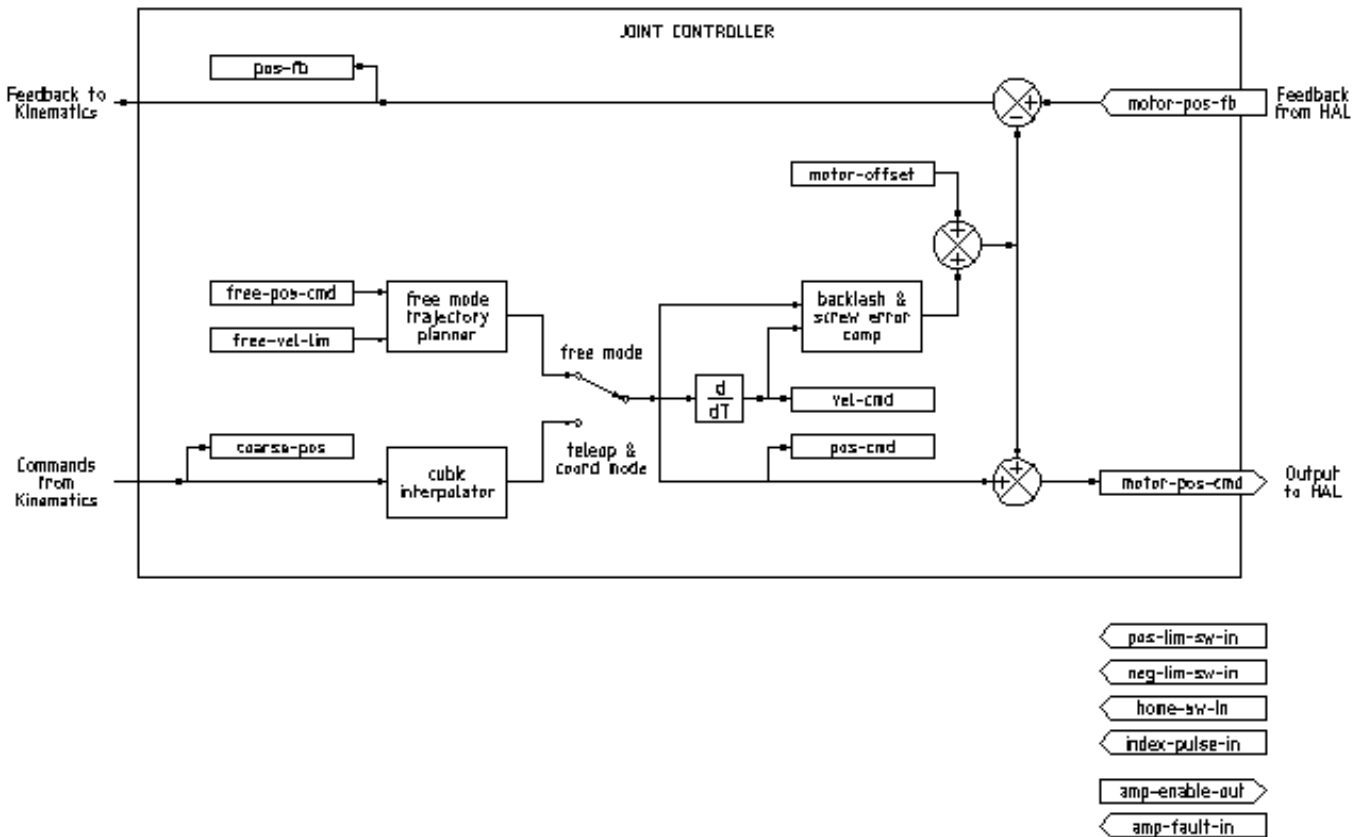 JOINT CONTROLLER
pos-fb
Feedback to
Kinematics
motor-pos-fb
Feedback
from HAL
+
-
motor-offset
+
+
free-pos-cmd
free-vel-lim
free mode
trajectory
planner
backlash &
screw error
comp
free mode
d
dT
vel-cmd
coarse-pos
teleop &
coord mode
pos-cmd
Commands
from
Kinematics
cubic
interpolator
+
+
motor-pos-cmd
Output
to HAL
pos-lim-sw-in
neg-lim-sw-in
home-sw-in
index-pulse-in
amp-enable-out
amp-fault-in